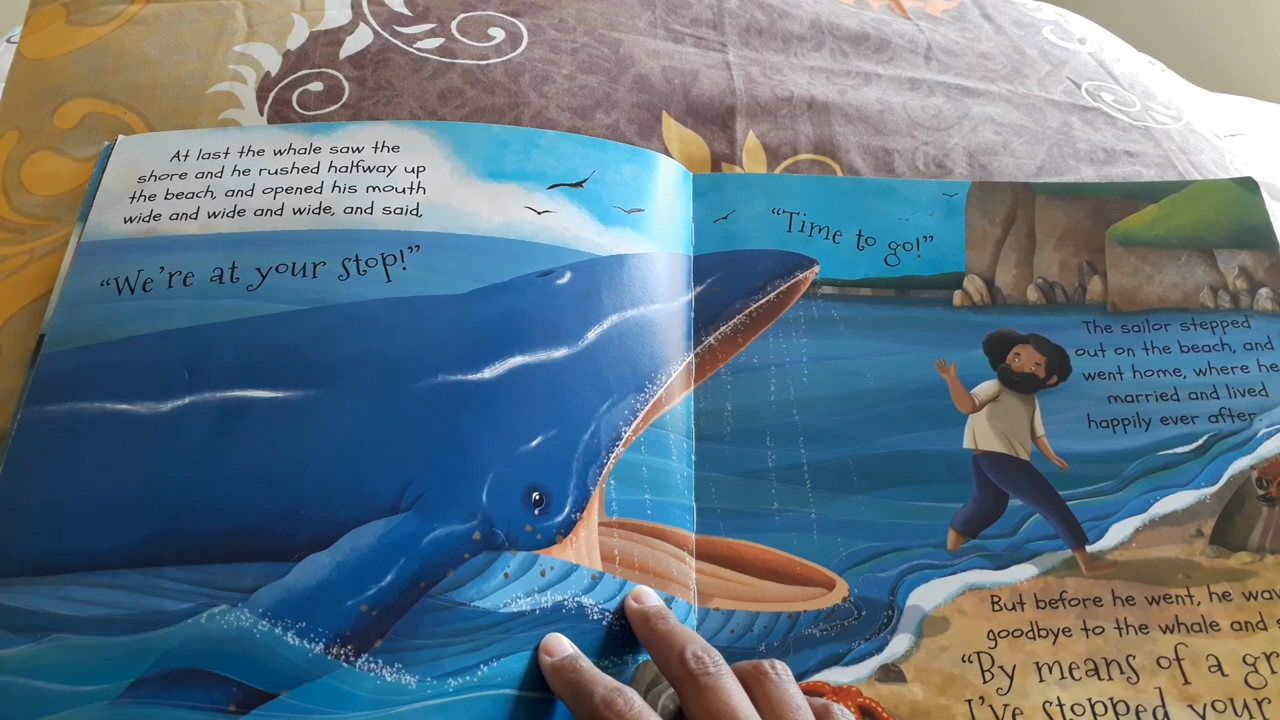 At last the whale saw the
shore and he rushed halfway up
the beach, and opened his mouth
wide and wide and wide, and said,
“We're at your stop!”
“Time to go!”
The sailor stepped
out on the beach, and
went home, where he
married and lived
happily ever after.
But before he went, he
goodbye to the whale and
“By means of a
I've stopped your